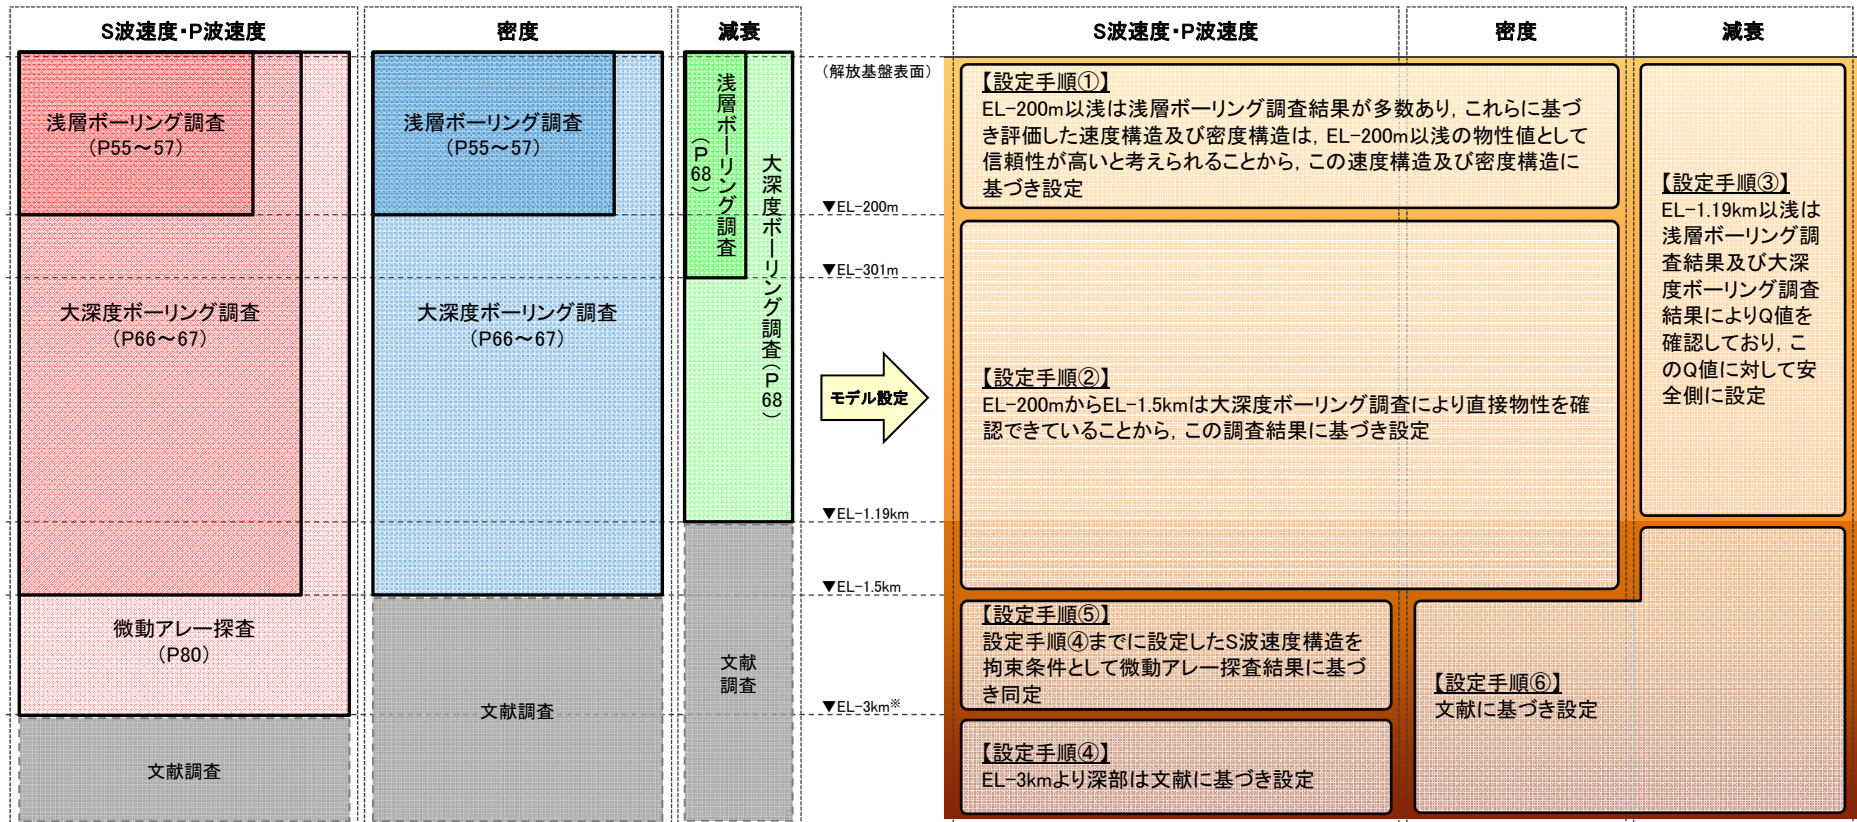 S波速度・P波速度
密度
減衰
浅層ボーリング調査
（P55～57）
大深度ボーリング調査
（P66～67）
微動アレー探査
（P80）
文献調査
浅層ボーリング調査
（P55～57）
大深度ボーリング調査
（P66～67）
文献調査
浅層ボーリング調査
（P68）
大深度ボーリング調査（P68）
文献
調査
（解放基盤表面）
▼EL-200m
▼EL-301m
▼EL-1.19km
▼EL-1.5km
▼EL-3km※
モデル設定
S波速度・P波速度
密度
減衰
【設定手順①】
EL-200m以浅は浅層ボーリング調査結果が多数あり，これらに基づ
き評価した速度構造及び密度構造は，EL-200m以浅の物性値として
信頼性が高いと考えられることから，この速度構造及び密度構造に
基づき設定
【設定手順②】
EL-200mからEL-1.5kmは大深度ボーリング調査により直接物性を確
認できていることから，この調査結果に基づき設定
【設定手順③】
EL-1.19km以浅は
浅層ボーリング調
査結果及び大深
度ボーリング調査
結果によりQ値を
確認しており，こ
のQ値に対して安
全側に設定
【設定手順⑤】
設定手順④までに設定したS波速度構造を
拘束条件として微動アレー探査結果に基づ
き同定
【設定手順④】
EL-3kmより深部は文献に基づき設定
【設定手順⑥】
文献に基づき設定